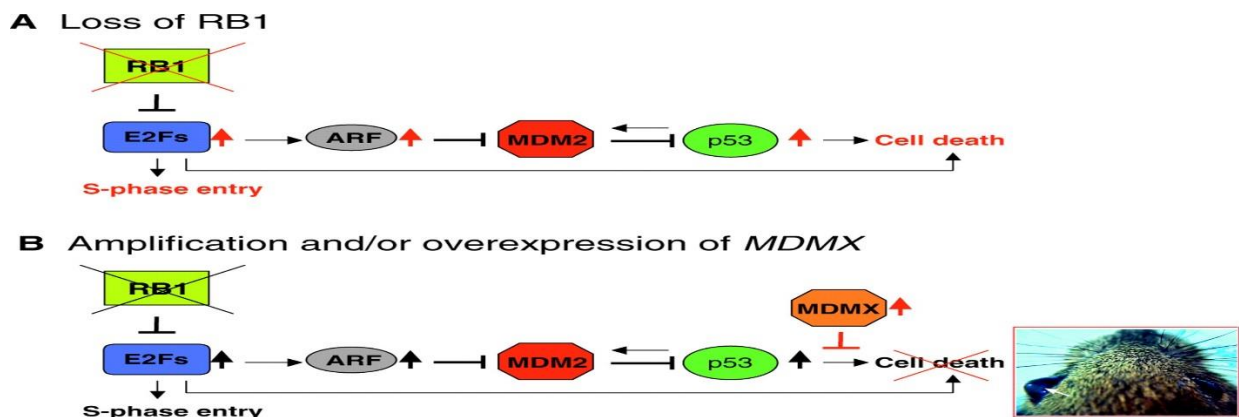 A Loss of RB1
RB1
E2Fs ARF MDM2 p53 Cell death
S-phase entry
B Amplification and/or overexpression of MDMX
RB1
MDMX
E2Fs ARF MDM2 p53 Cell death
S-phase entry